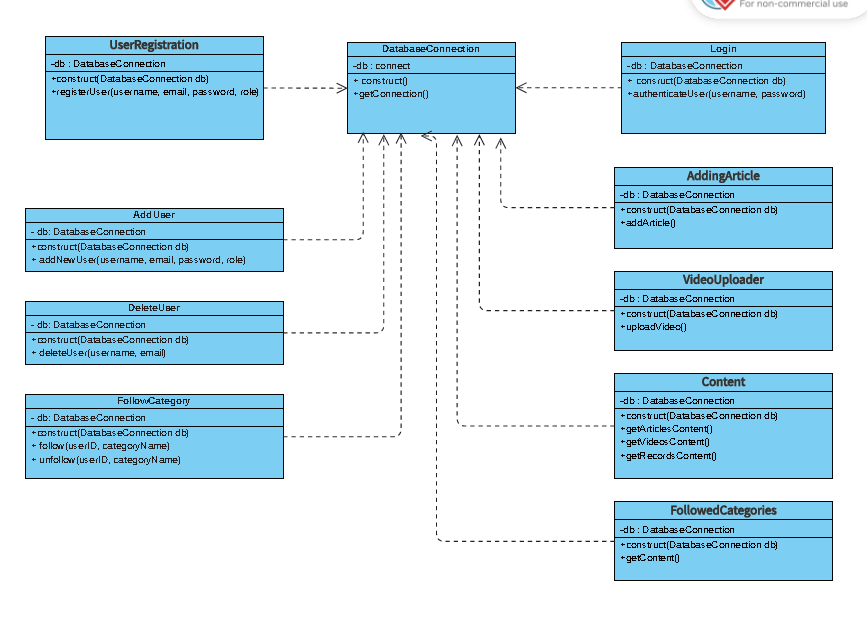 For non-commercial use
UserRegistration
-db : DatabaseConnection
+construct(DatabaseConnection db)
+registerUser(username, email, password, role)
DatabaseConnection
-db : connect
+ construct()
+getConnection()
Login
-db : DatabaseConnection
+ construct(DatabaseConnection db)
+authenticateUser(username, password)
AddingArticle
-db : DatabaseConnection
+construct(DatabaseConnection db)
+addArticle()
AddUser
- db: DatabaseConnection
+construct(DatabaseConnection db)
+ addNewUser(username, email, password, role)
VideoUploader
-db : DatabaseConnection
+construct(DatabaseConnection db)
+uploadVideo()
DeleteUser
- db: DatabaseConnection
+construct(DatabaseConnection db)
+ deleteUser(username, email)
Content
-db : DatabaseConnection
+construct(DatabaseConnection db)
+getArticlesContent()
+getVideosContent()
+getRecordsContent()
FollowCategory
- db: DatabaseConnection
+construct(DatabaseConnection db)
+ follow(userID, categoryName)
+ unfollow(userID, categoryName)
FollowedCategories
-db : DatabaseConnection
+construct(DatabaseConnection db)
+getContent()